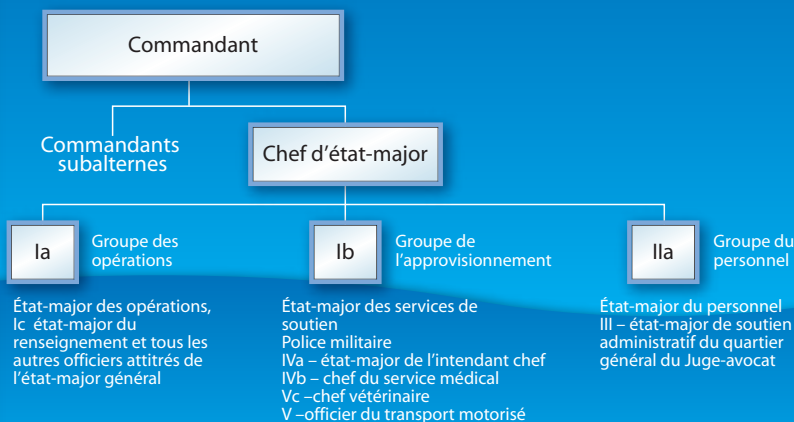 Commandant
Commandants
subalternes
Chef d'état-major
Ia
Groupe des
opérations
Ib
Groupe de
l'approvisionnement
IIa
Groupe du
personnel
État-major des opérations,
Ic état-major du
renseignement et tous les
autres officiers attitrés de
l'état-major général
État-major des services de
soutien
Police militaire
IVa – état-major de l'intendant chef
IVb – chef du service médical
Vc –chef vétérinaire
V –officier du transport motorisé
État-major du personnel
III – état-major de soutien
administratif du quartier
général du Juge-avocat